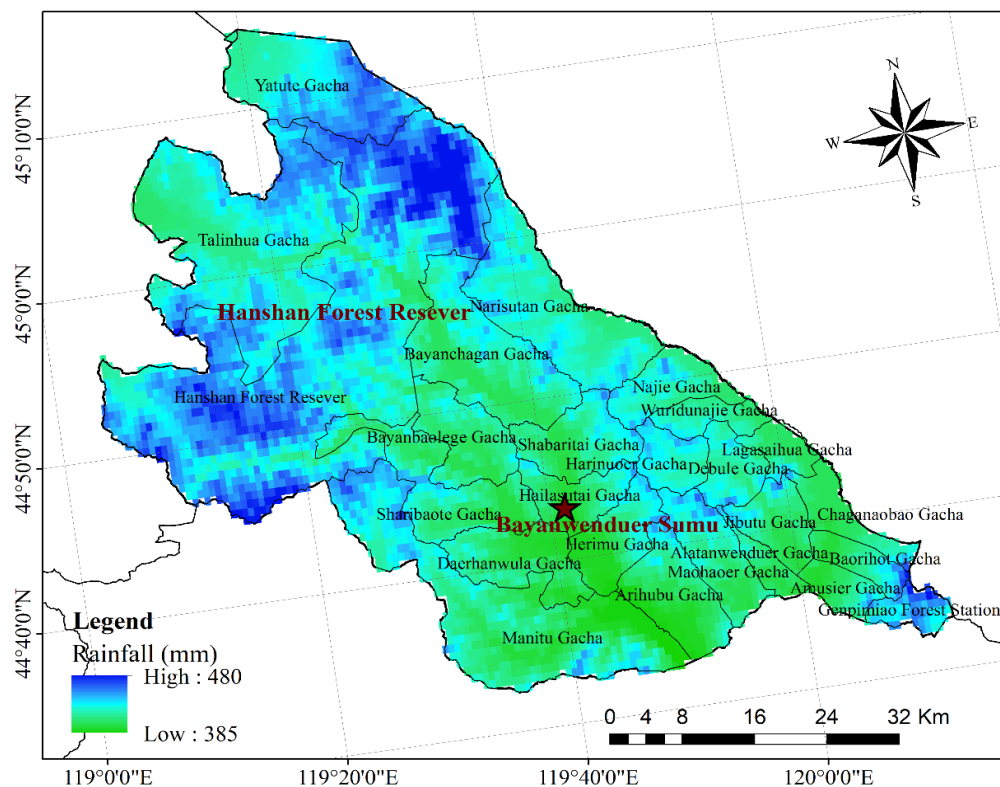 N
Yatute Gacha
E
W
45°10'0"N
S
Talinhua Gacha
45°0'0"N
Narisutan Gacha
Hanshan Forest Resever
Bayanchagan Gacha
Najie Gacha
Hanshan Forest Resever
Wuridunajie Gacha
Bayanbaolege Gacha
Shabaritai Gacha
Lagasaihua Gacha
44°50'0"N
Harinuoer Gacha
Debule Gacha
Hailasutai Gacha
Sharibaote Gacha
Chaganaobao Gacha
Bayanwenduer Sumu
Jibutu Gacha
Herimu Gacha
Alatanwenduer Gacha
Baorihot Gacha
Daerhanwula Gacha
Maohaoer Gacha
Amusier Gacha
Arihubu Gacha
Genpimiao Forest Station
44°40'0"N
Manitu Gacha
Legend
Rainfall (mm)
High : 480
Low : 385
0 4 8 16 24 32 Km
119°0'0"E
119°20'0"E
119°40'0"E
120°0'0"E